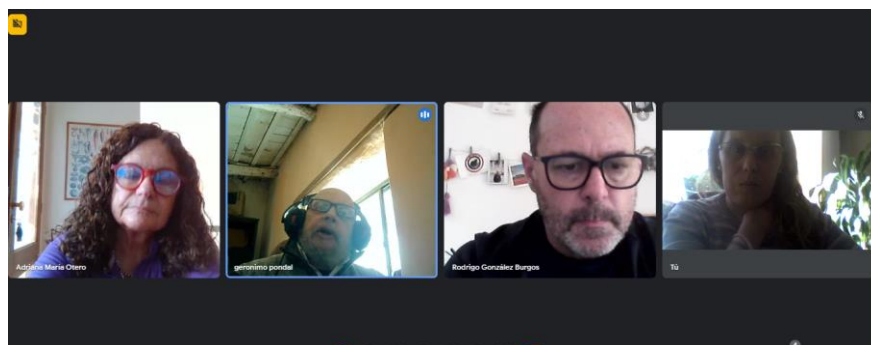 Adriana María Otero
geronimo pondal
Rodrigo González Burgos
Tú